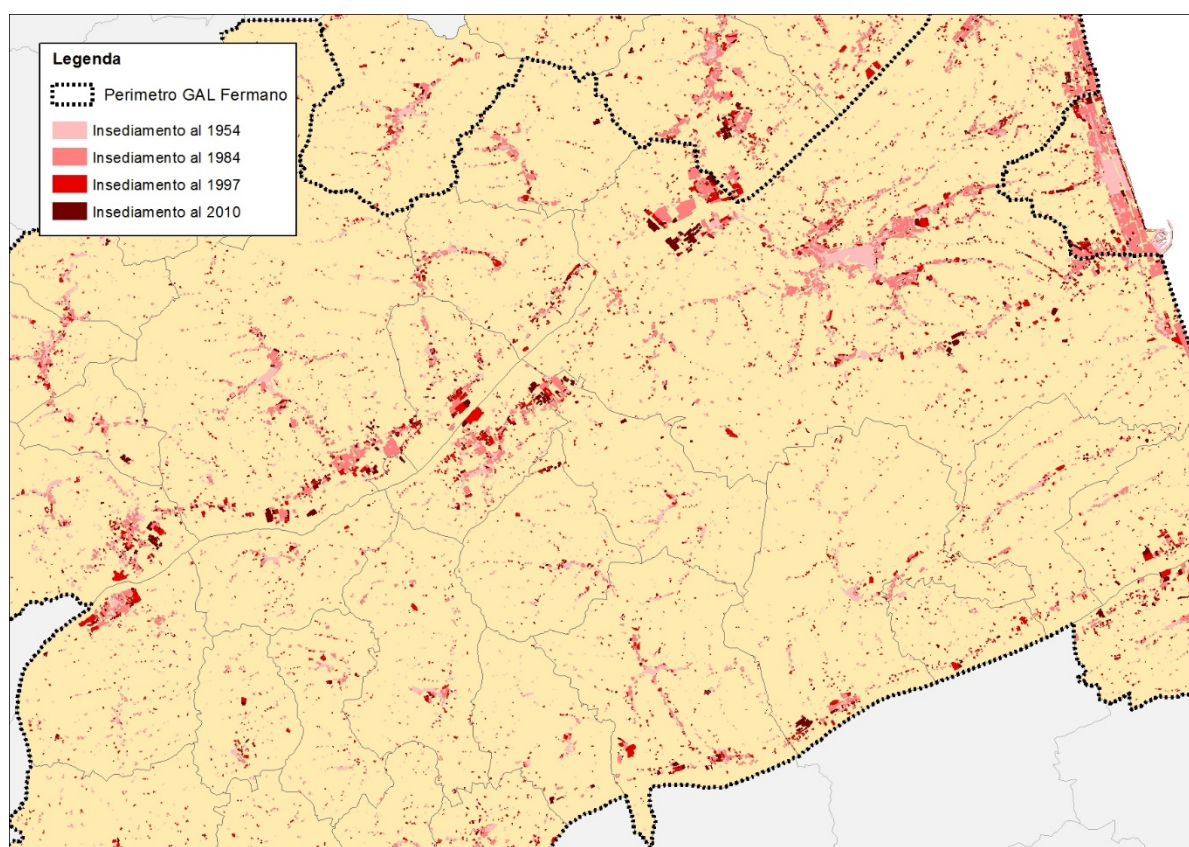 Legenda
Perimetro GAL Fermano
Insediamento al 1954
Insediamento al 1984
Insediamento al 1997
Insediamento al 2010